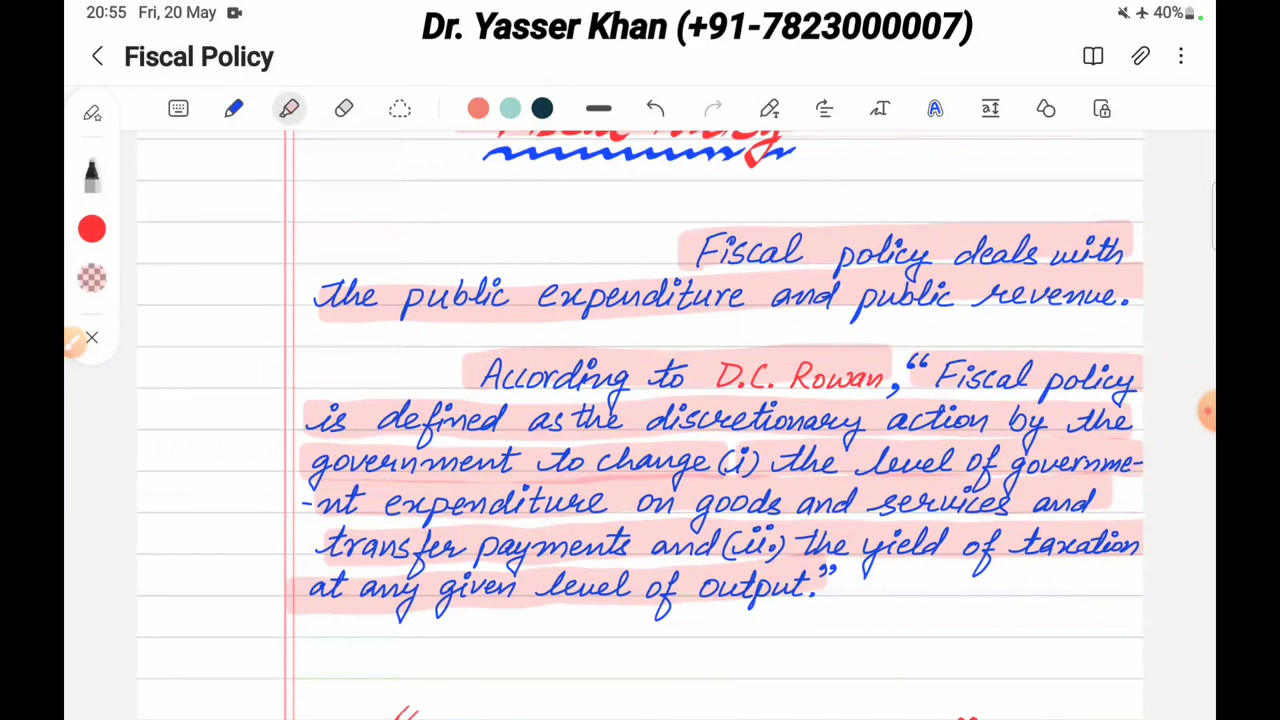 20:55 Fri, 20 May
Dr. Yasser Khan (+91-7823000007)
40%
Fiscal Policy
Fiscal Policy
Fiscal policy deals with
the public expenditure and public revenue.
According to D.C. Rowan, “Fiscal policy
is defined as the discretionary action by the
government to change (i) the level of governme-
-nt expenditure on goods and services and
transfer payments and (ii.) the yield of taxation
at any given level of output.”